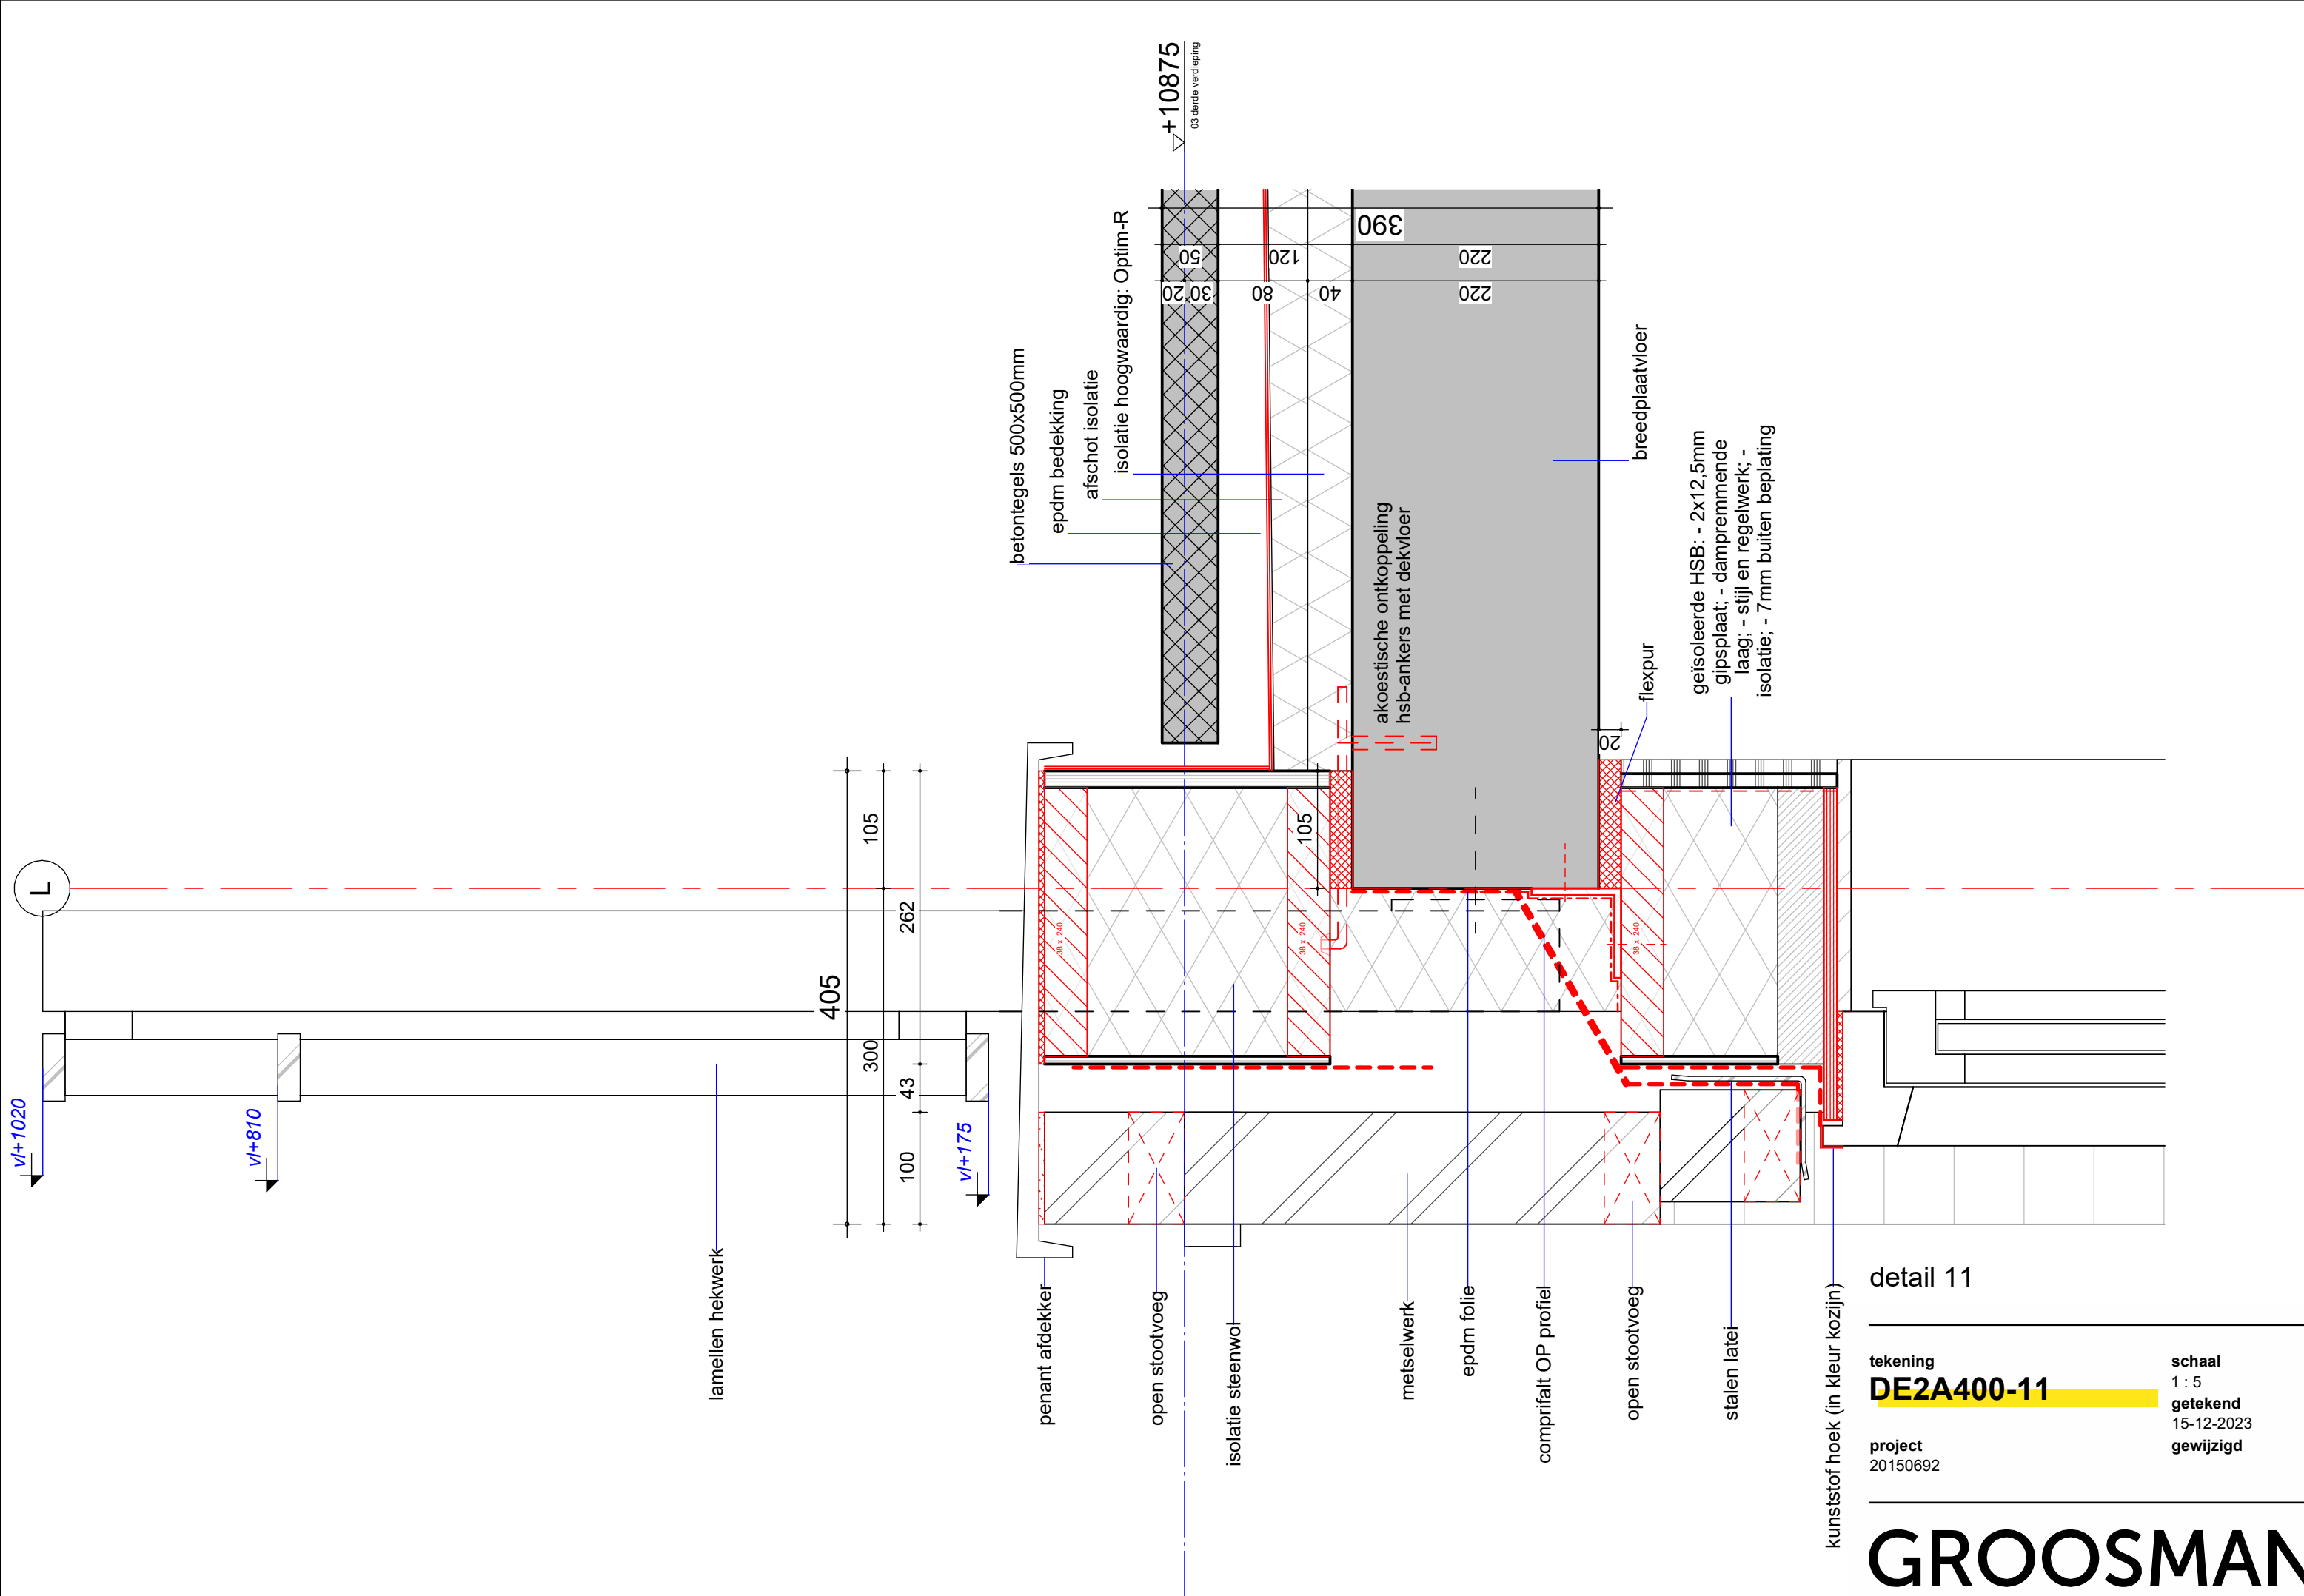 +10875
03 derde verdieping
390
50
120
220
20
30
80
40
220
betontegels 500x500mm
epdm bedekking
afschot isolatie
isolatie hoogwaardig: Optim-R
breedplaatvloer
akoestische ontkoppeling
hsb-ankers met dekvloer
geïsoleerde HSB: - 2x12,5mm
gipsplaat; - dampremmende
laag; - stijl en regelwerk; -
isolatie; - 7mm buiten beplating
flexpur
20
L
405
105
300
262
43
100
105
38 x 240
38 x 240
38 x 240
vl+1020
vl+810
vl+175
lamellen hekwerk
penant afdekker
open stootvoeg
isolatie steenwol
metselwerk
epdm folie
comprifalt OP profiel
open stootvoeg
stalen latei
kunststof hoek (in kleur kozijn)
detail 11
tekening
DE2A400-11
schaal
1 : 5
getekend
15-12-2023
project
20150692
gewijzigd
GROOSMAN